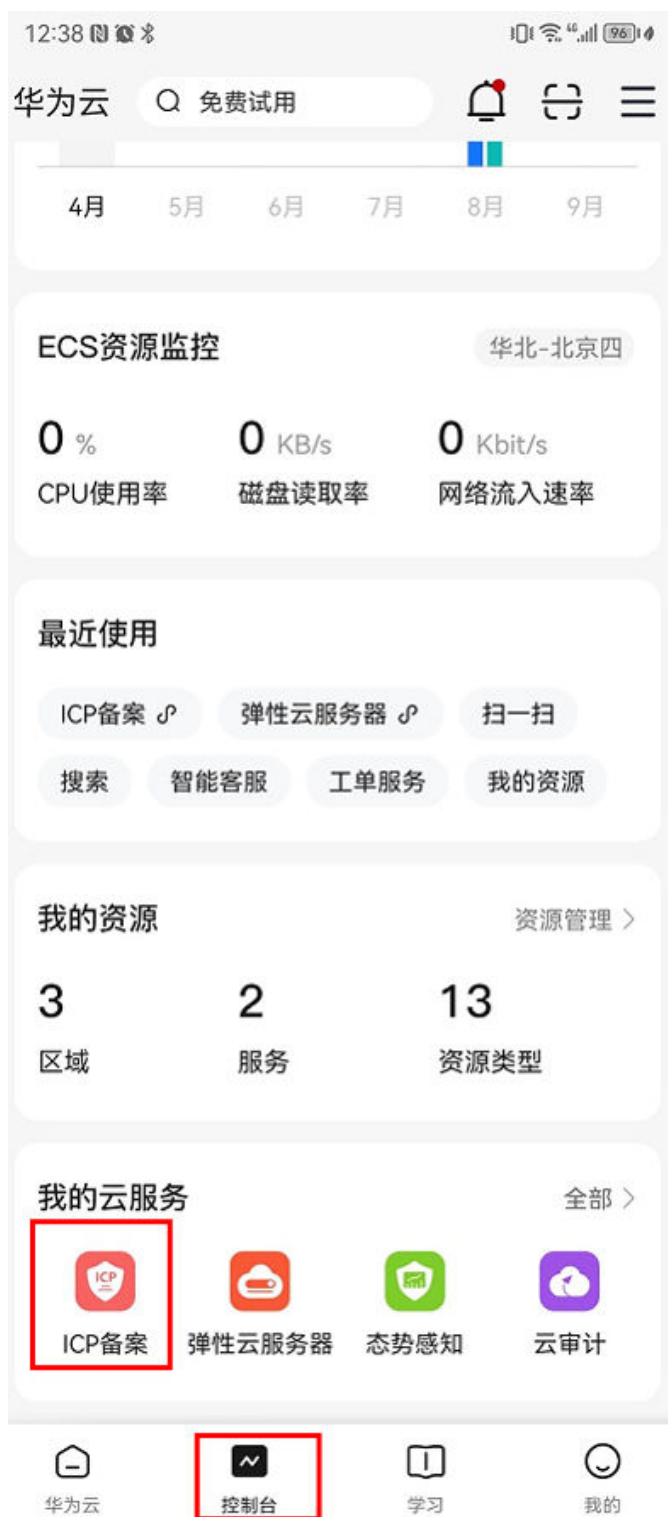 12:38 96
华为云 免费试用
4月 5月 6月 7月 8月 9月
ECS资源监控 华北-北京四
0 % 0 KB/s 0 Kbit/s
CPU使用率 磁盘读取率 网络流入速率
最近使用
ICP备案 弹性云服务器 扫一扫
搜索 智能客服 工单服务 我的资源
我的资源 资源管理
3 2 13
区域 服务 资源类型
我的云服务 全部
ICP
ICP备案 弹性云服务器 态势感知 云审计
华为云 控制台 学习 我的